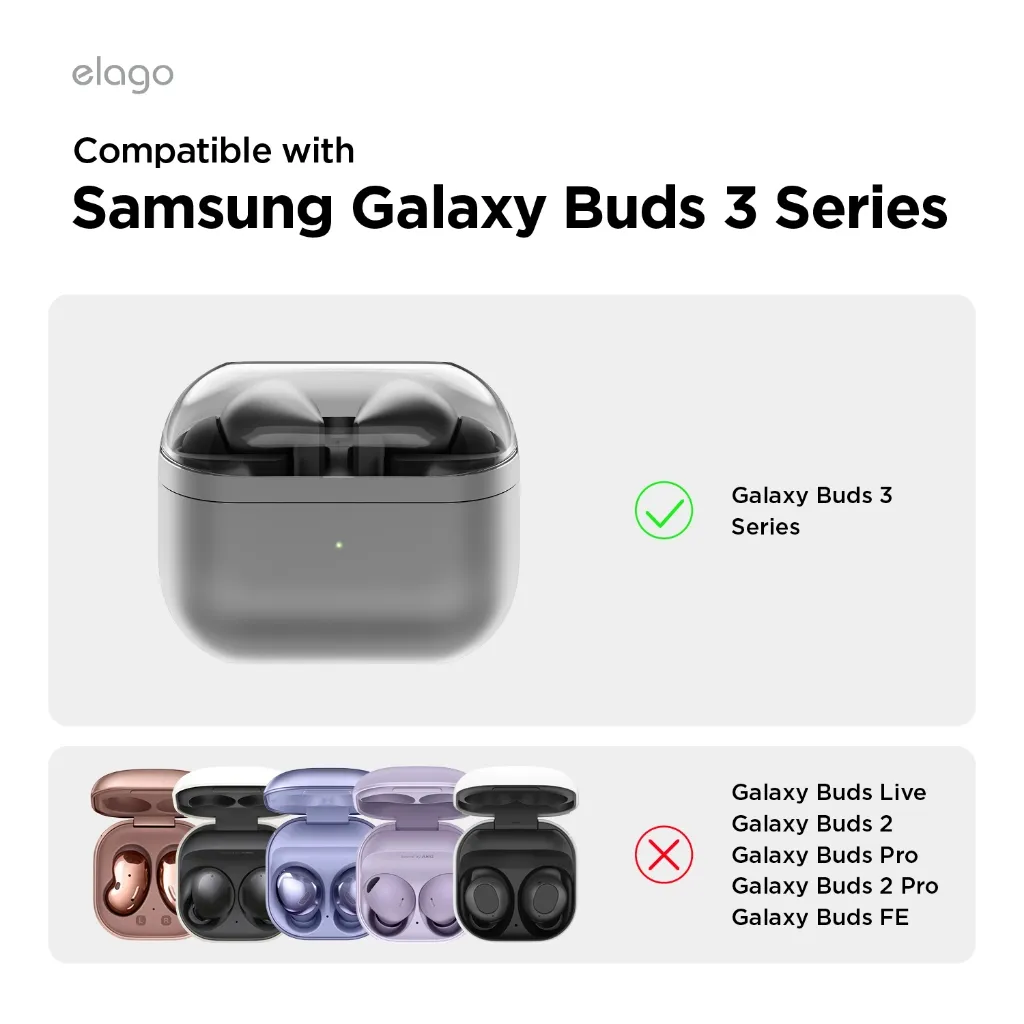 elago
Compatible with
Samsung Galaxy Buds 3 Series
Galaxy Buds 3
Series
Galaxy Buds Live
Galaxy Buds 2
Galaxy Buds Pro
Galaxy Buds 2 Pro
Galaxy Buds FE